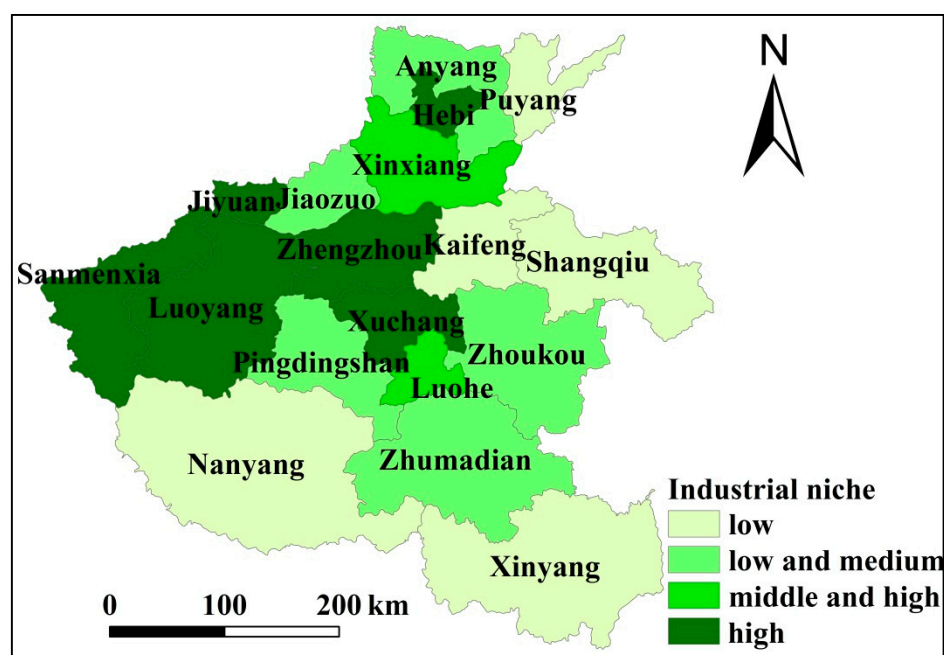 N
Anyang
Puyang
Hebi
Xinxiang
Jiyuan
Jiaozuo
Zhengzhou
Kaifeng
Shangqiu
Sanmenxia
Luoyang
Xuchang
Pingdingshan
Zhoukou
Luohe
Nanyang
Zhumadian
Xinyang
Industrial niche
low
low and medium
middle and high
high
0 100 200 km